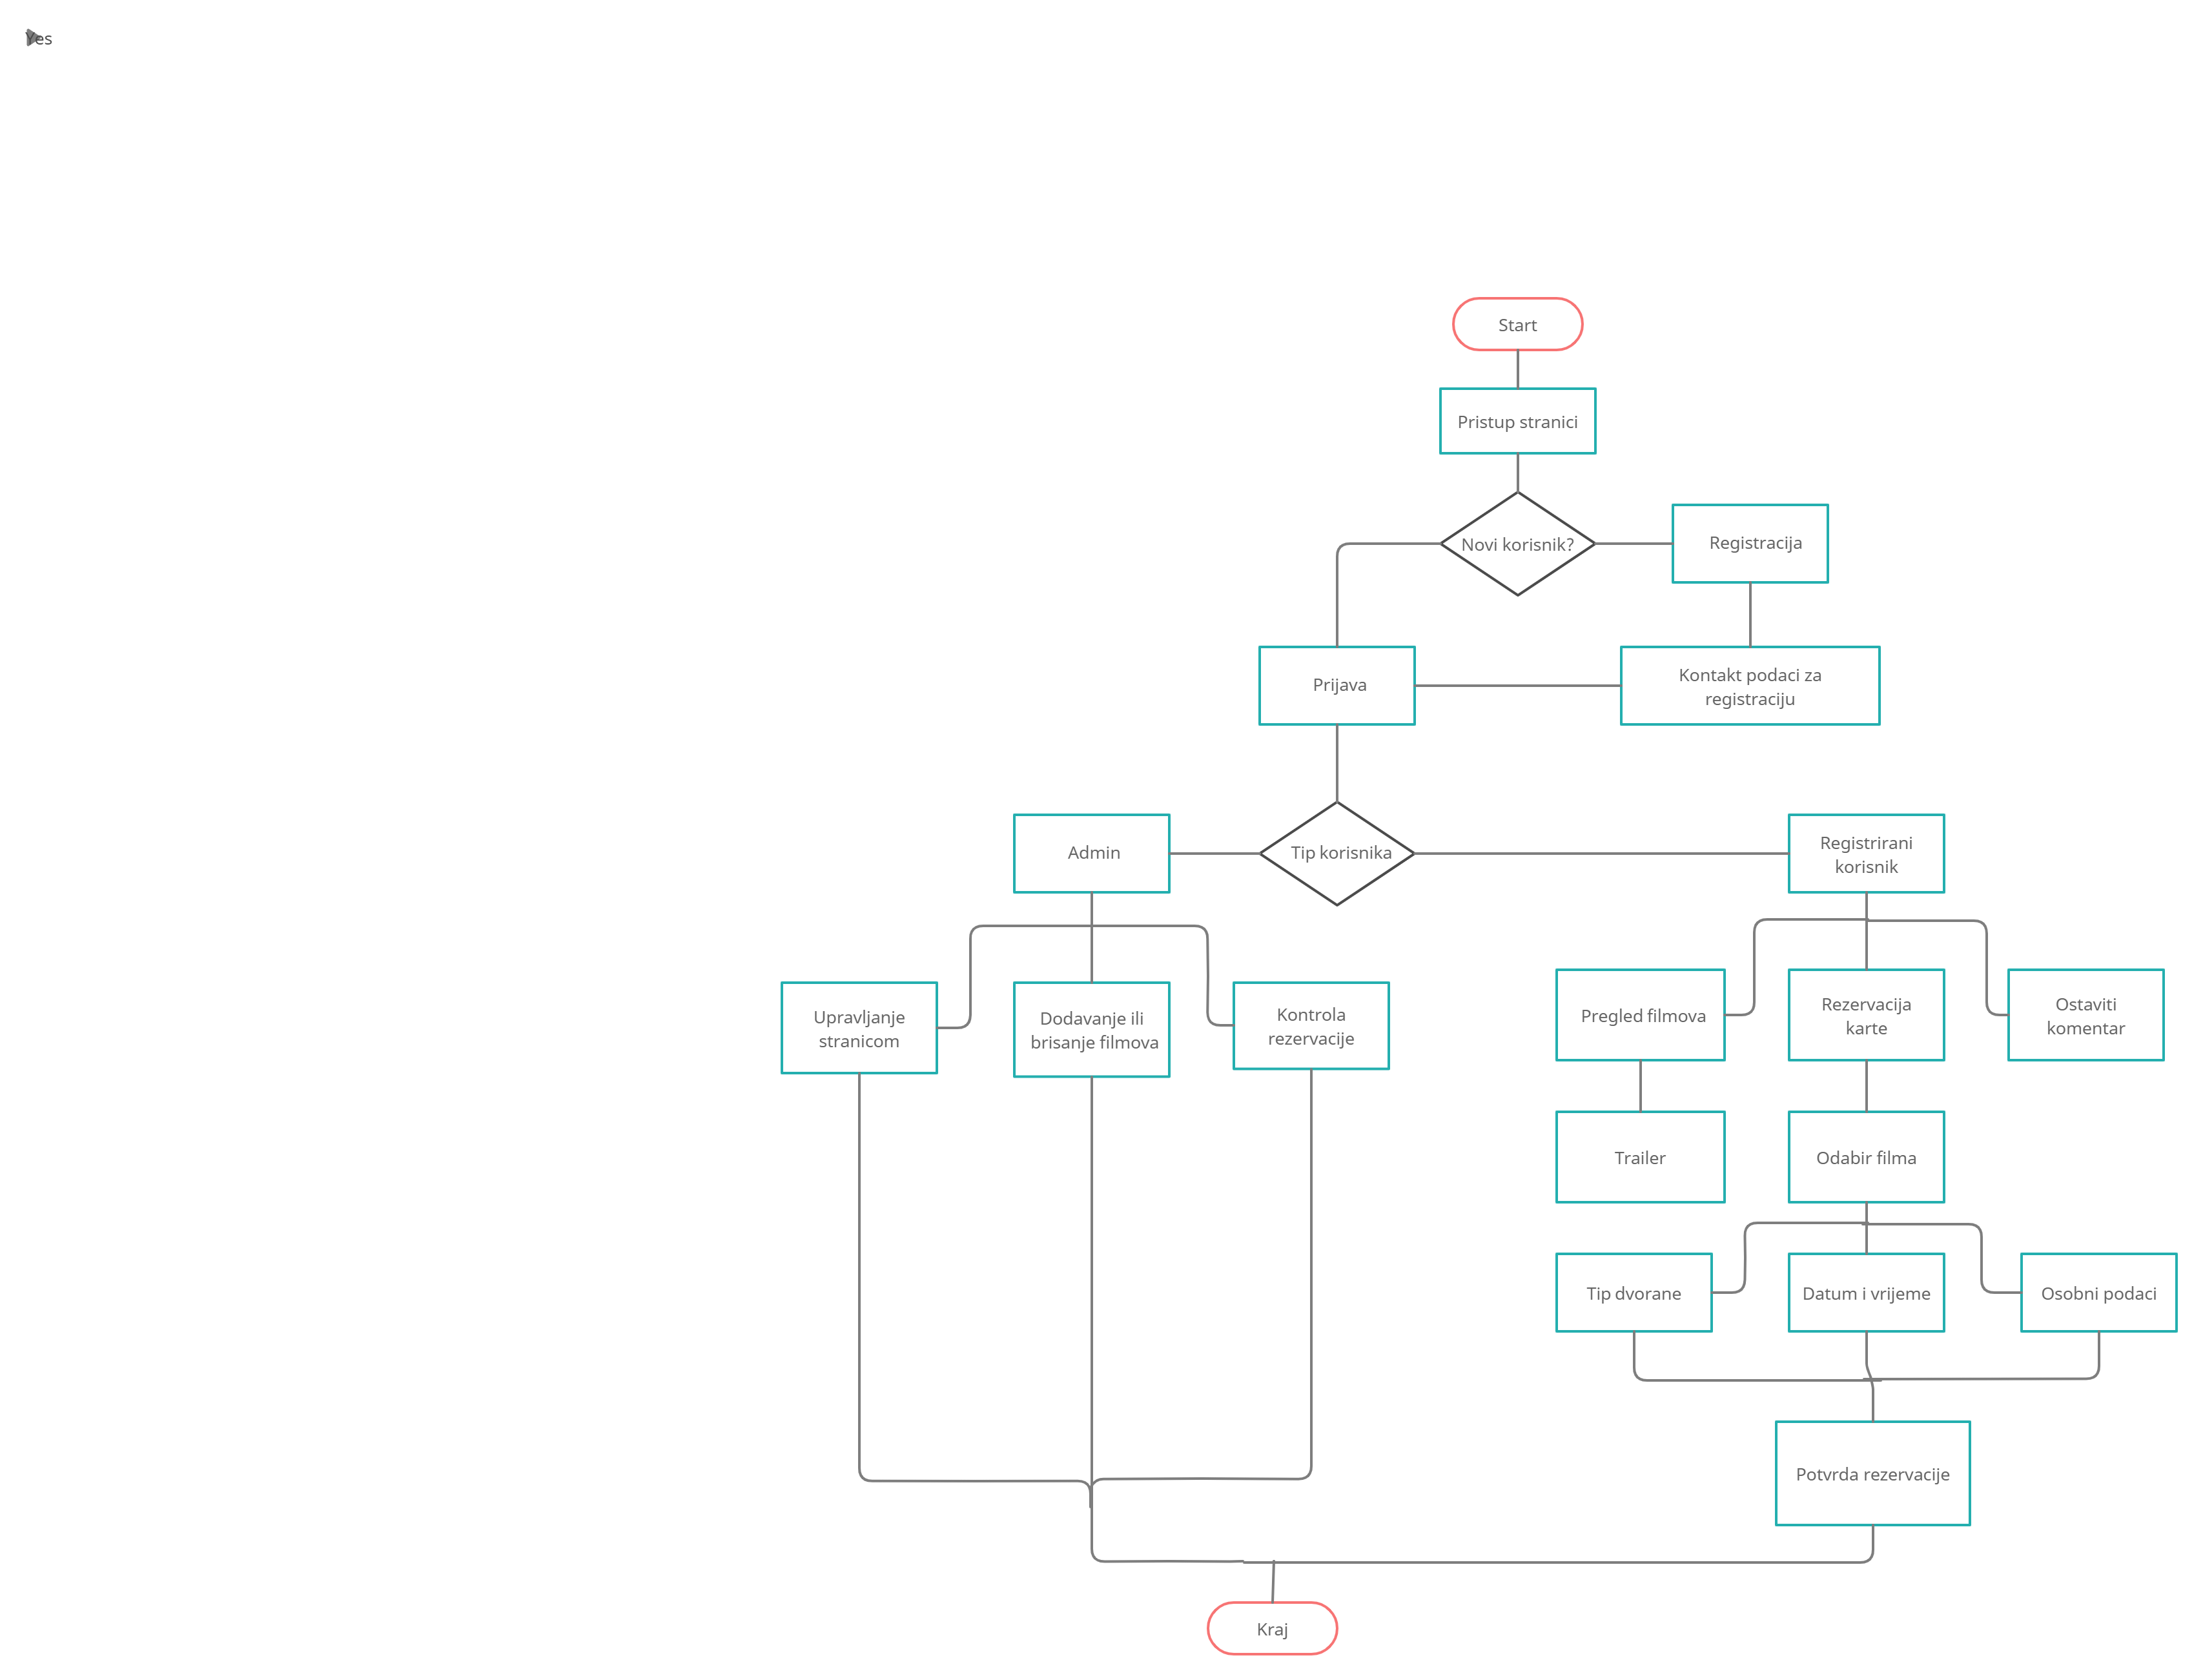 Yes
Start
Pristup stranici
Novi korisnik?
Registracija
Prijava
Kontakt podaci za
registraciju
Admin
Tip korisnika
Registrirani
korisnik
Upravljanje
stranicom
Dodavanje ili
brisanje filmova
Kontrola
rezervacije
Pregled filmova
Rezervacija
karte
Ostaviti
komentar
Trailer
Odabir filma
Tip dvorane
Datum i vrijeme
Osobni podaci
Potvrda rezervacije
Kraj